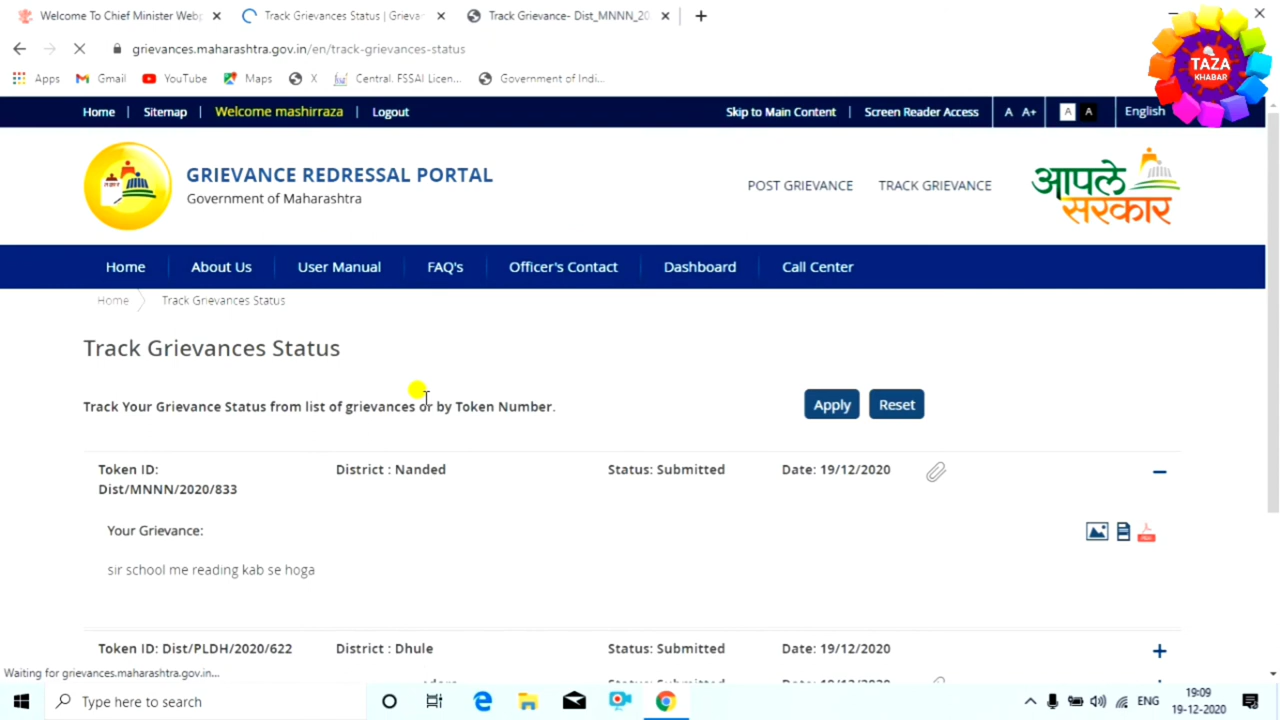 Welcome To Chief Minister Web
Track Grievances Status | Grieva
Track Grievance- Dist_MNNN_20
grievances.maharashtra.gov.in/en/track-grievances-status
Apps Gmail YouTube Maps X Central. FSSAI Licen... Government of Indi...
TAZA
KHABAR
Home | Sitemap | Welcome mashirraza | Logout
Skip to Main Content | Screen Reader Access A A+ A A English
GRIEVANCE REDRESSAL PORTAL
Government of Maharashtra
POST GRIEVANCE TRACK GRIEVANCE
आपले
सरकार
Home About Us User Manual FAQ's Officer's Contact Dashboard Call Center
Home Track Grievances Status
Track Grievances Status
Track Your Grievance Status from list of grievances or by Token Number.
Apply Reset
Token ID: District : Nanded Status: Submitted Date: 19/12/2020
Dist/MNNN/2020/833
Your Grievance:
sir school me reading kab se hoga
Token ID: Dist/PLDH/2020/622 District : Dhule Status: Submitted Date: 19/12/2020
Waiting for grievances.maharashtra.gov.in...
Type here to search
ENG
19:09
19-12-2020